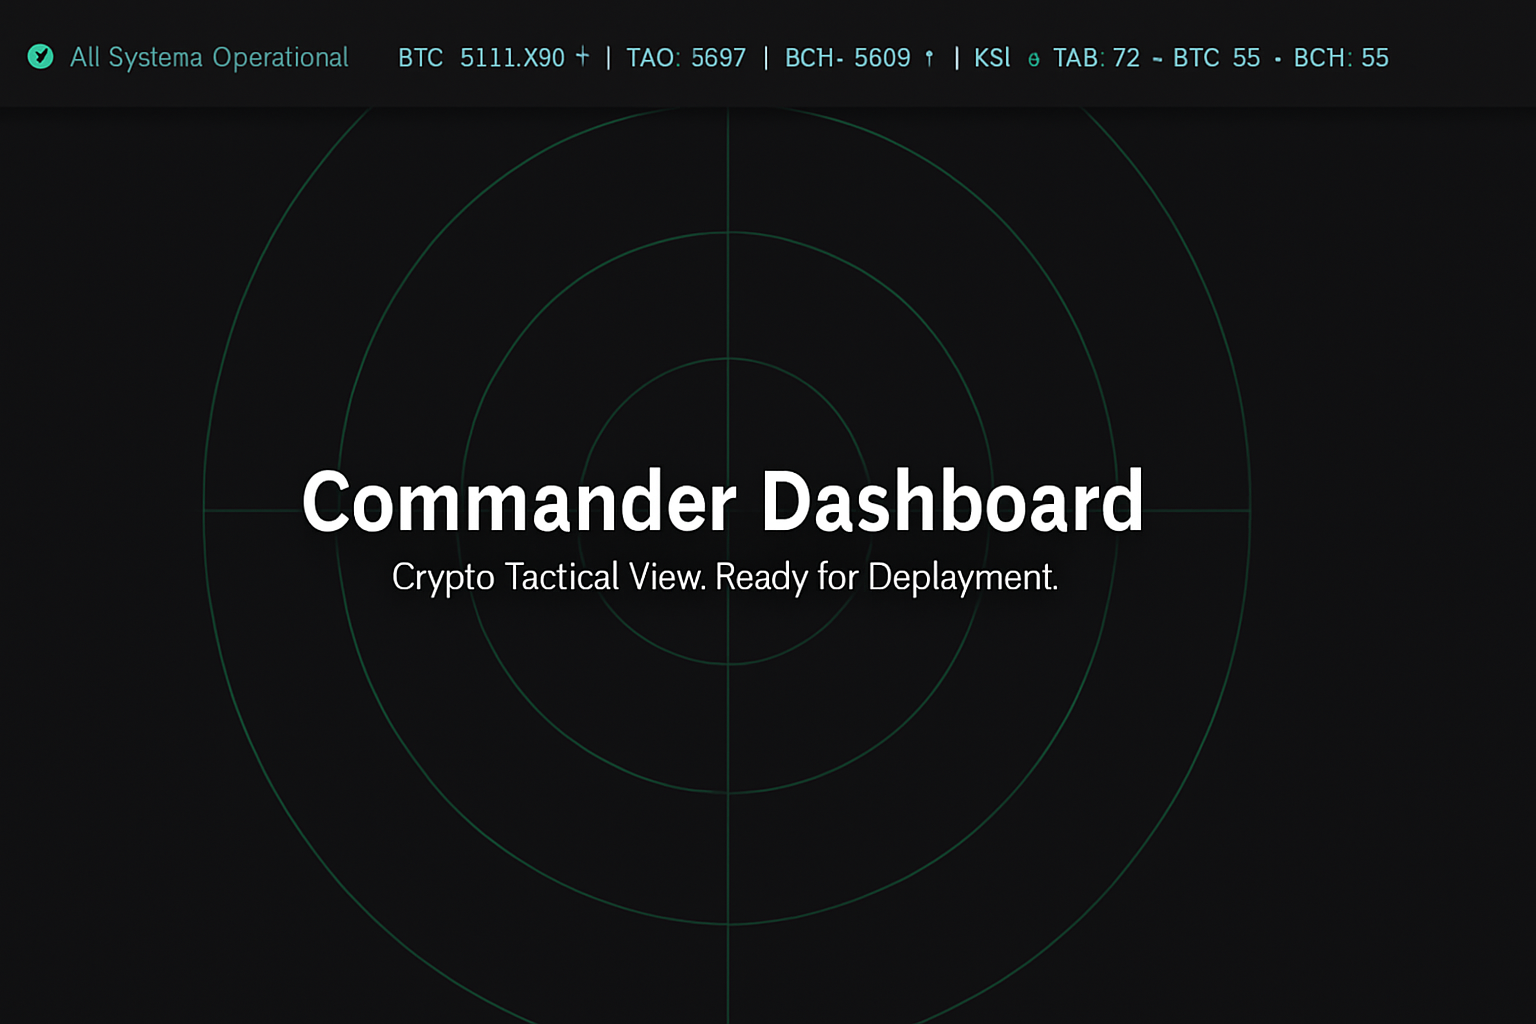 All Systema Operational BTC 5111.X90 | TAO: 5697 | BCH- 5609 | KSl TAB: 72 - BTC 55 - BCH: 55
Commander Dashboard
Crypto Tactical View. Ready for Deplayment.